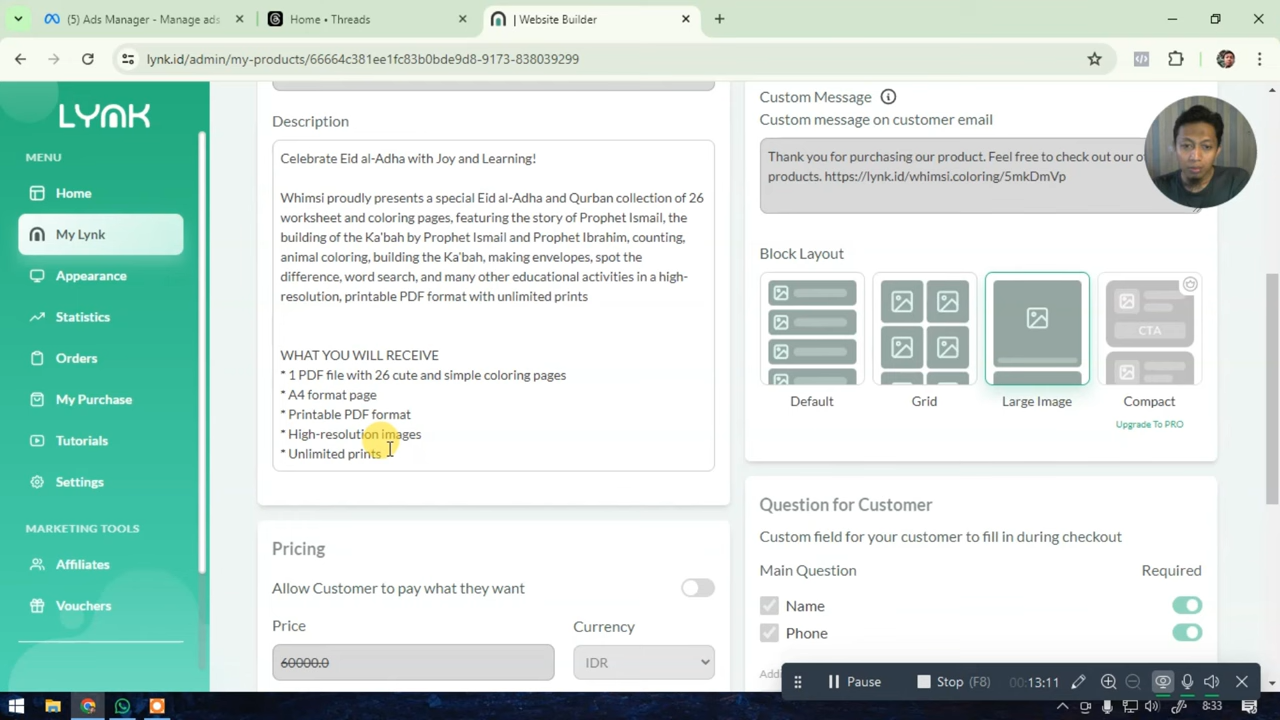 (5) Ads Manager - Manage ads
Home • Threads
| Website Builder
lynk.id/admin/my-products/66664c381ee1fc83b0bde9d8-9173-838039299
LYNK
MENU
Home
My Lynk
Appearance
Statistics
Orders
My Purchase
Tutorials
Settings
MARKETING TOOLS
Affiliates
Vouchers
Description
Celebrate Eid al-Adha with Joy and Learning!
Whimsi proudly presents a special Eid al-Adha and Qurban collection of 26
worksheet and coloring pages, featuring the story of Prophet Ismail, the
building of the Ka'bah by Prophet Ismail and Prophet Ibrahim, counting,
animal coloring, building the Ka'bah, making envelopes, spot the
difference, word search, and many other educational activities in a high-
resolution, printable PDF format with unlimited prints
WHAT YOU WILL RECEIVE
* 1 PDF file with 26 cute and simple coloring pages
* A4 format page
* Printable PDF format
* High-resolution images
* Unlimited prints
Pricing
Allow Customer to pay what they want
Price
Currency
60000.0
IDR
Custom Message
Custom message on customer email
Thank you for purchasing our product. Feel free to check out our
products. https://lynk.id/whimsi.coloring/5mkDmVp
Block Layout
CTA
Default
Grid
Large Image
Compact
Upgrade To PRO
Question for Customer
Custom field for your customer to fill in during checkout
Main Question
Required
Name
Phone
Pause
Stop (F8)
00:13:11
8:33